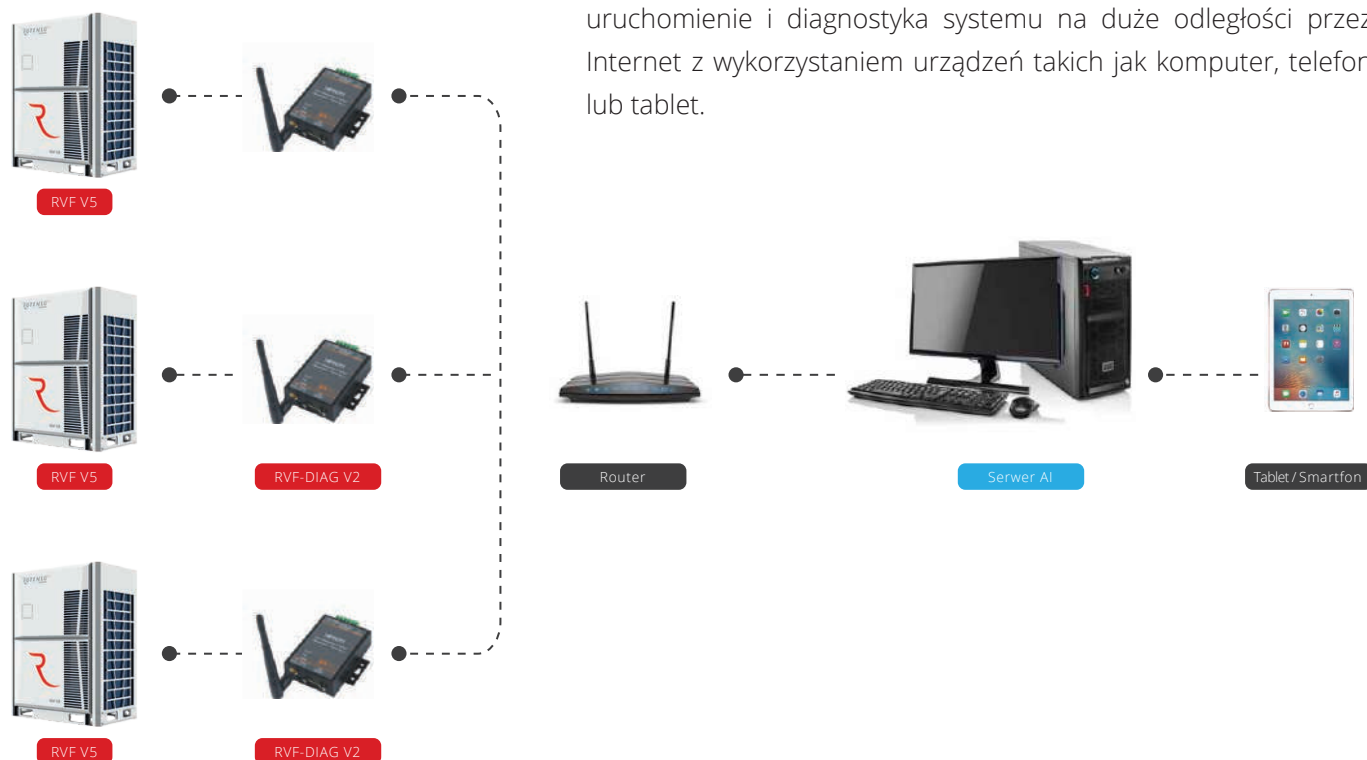 uruchomienie i diagnostyka systemu na duże odległości przez
Internet z wykorzystaniem urządzeń takich jak komputer, telefon
lub tablet.
RVF V5
RVF V5
RVF-DIAG V2
Router
Serwer AI
Tablet / Smartfon
RVF V5
RVF-DIAG V2